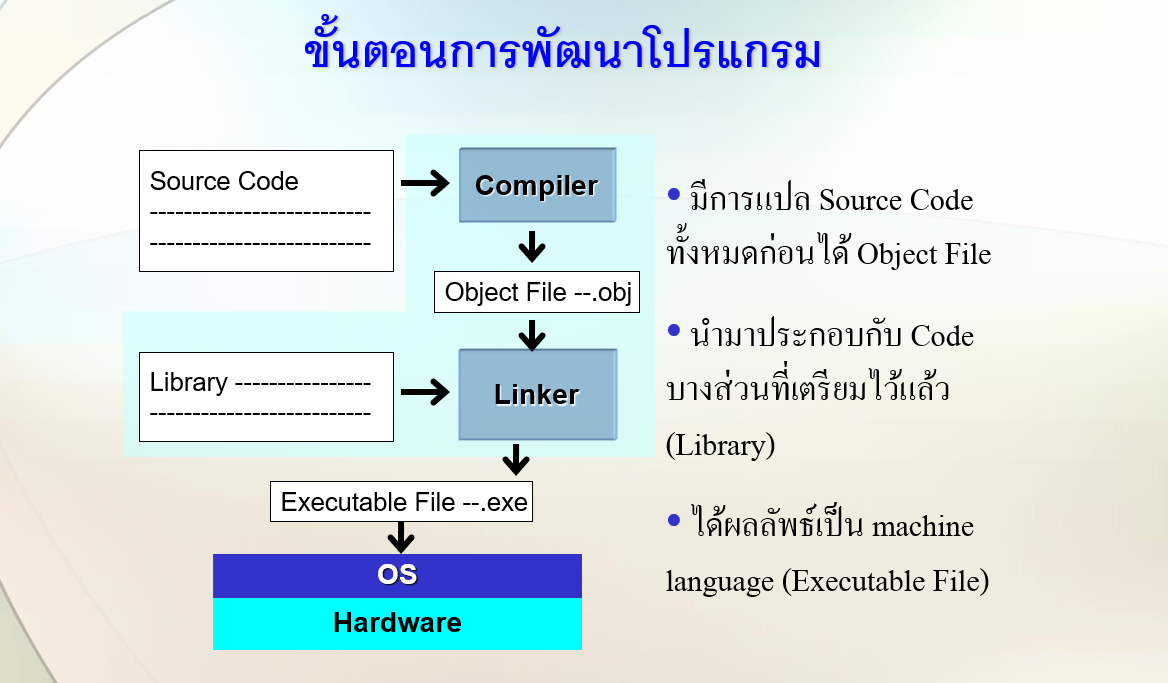 ขั้นตอนการพัฒนาโปรแกรม
Source Code
--------------------------
--------------------------
Compiler
Object File --.obj
Library ----------------
--------------------------
Linker
Executable File --.exe
OS
Hardware
• มีการแปล Source Code
ทั้งหมดก่อนได้ Object File
• นำมาประกอบกับ Code
บางส่วนที่เตรียมไว้แล้ว
(Library)
• ได้ผลลัพธ์เป็น machine
language (Executable File)